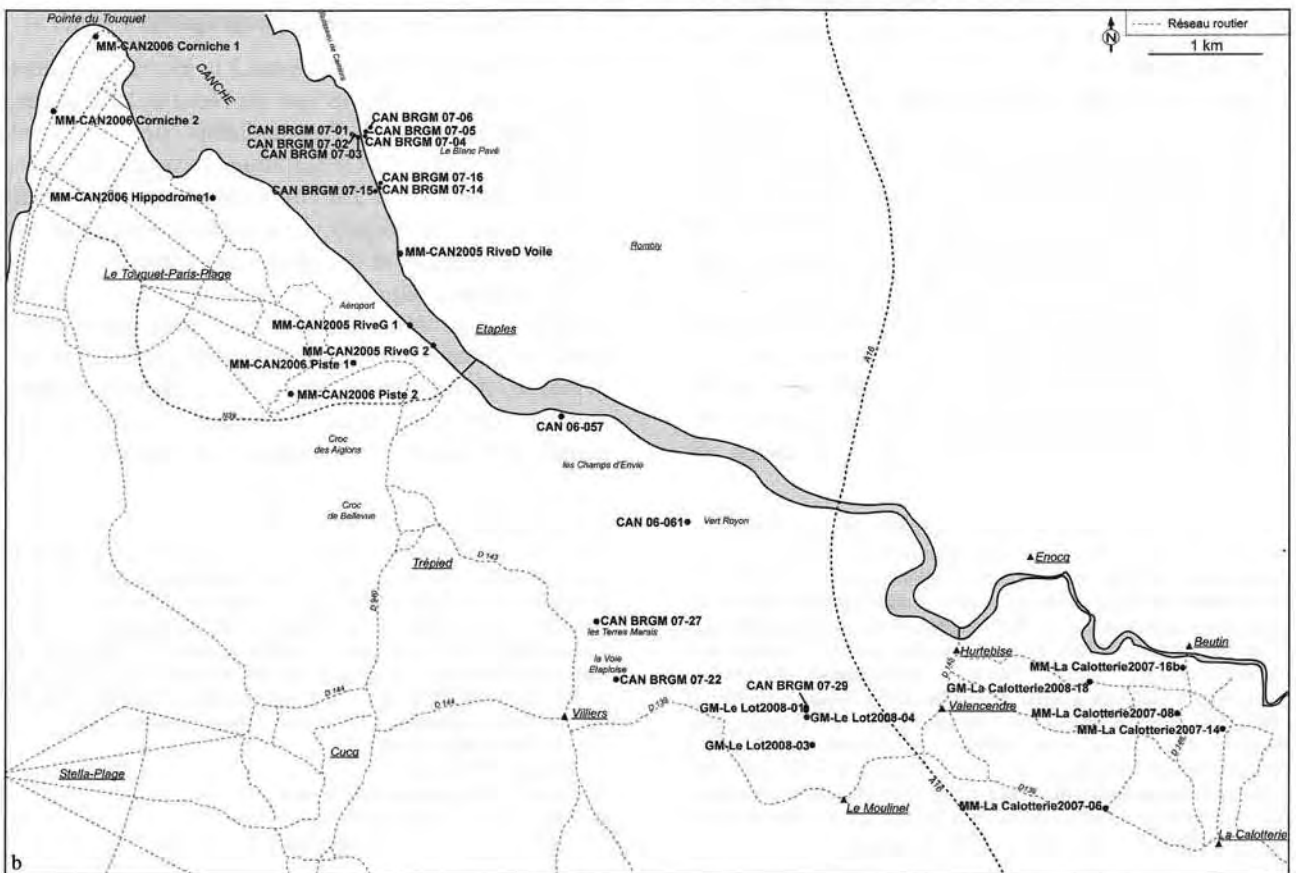 Pointe du Touquet
MM-CAN2006 Corniche 1
CANCHE
N
Réseau routier
1 km
MM-CAN2006 Corniche 2
CAN BRGM 07-06
CAN BRGM 07-01
CAN BRGM 07-05
CAN BRGM 07-02
CAN BRGM 07-04
CAN BRGM 07-03
Le Blanc Pavé
CAN BRGM 07-16
CAN BRGM 07-15
CAN BRGM 07-14
MM-CAN2006 Hippodrome1
MM-CAN2005 RiveD Voile
Rombly
Le Touquet-Paris-Plage
Aéroport
MM-CAN2005 RiveG 1
Etaples
MM-CAN2005 RiveG 2
A16
MM-CAN2006 Piste 1
MM-CAN2006 Piste 2
N39
CAN 06-057
Croc
des Aiglons
les Champs d'Envie
Croc
de Bellevue
CAN 06-061
Vert Royon
Trépied
D 143
Enocq
D 940
CAN BRGM 07-27
les Terres Marais
Hurtebise
Beutin
la Voie
Etaploise
D 145
MM-La Calotterie2007-16b
CAN BRGM 07-22
CAN BRGM 07-29
GM-La Calotterie2008-18
D 144
D 144
Villiers
D 139
GM-Le Lot2008-01
GM-Le Lot2008-04
Valencendre
MM-La Calotterie2007-08
MM-La Calotterie2007-14
Cucq
GM-Le Lot2008-03
Stella-Plage
A16
D139
Le Moulinel
MM-La Calotterie2007-06
La Calotterie
b